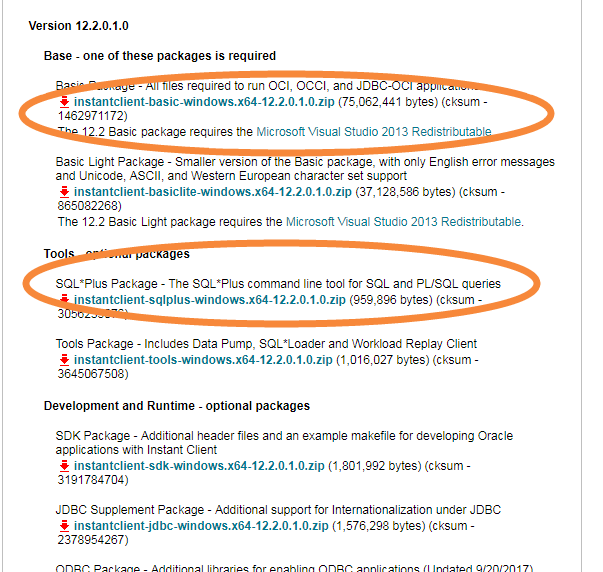 Version 12.2.0.1.0
Base - one of these packages is required
Basic Package - All files required to run OCI, OCCI, and JDBC-OCI applications
instantclient-basic-windows.x64-12.2.0.1.0.zip (75,062,441 bytes) (cksum -
1462971172)
The 12.2 Basic package requires the Microsoft Visual Studio 2013 Redistributable
Basic Light Package - Smaller version of the Basic package, with only English error messages
and Unicode, ASCII, and Western European character set support
instantclient-basiclite-windows.x64-12.2.0.1.0.zip (37,128,586 bytes) (cksum -
865082268)
The 12.2 Basic Light package requires the Microsoft Visual Studio 2013 Redistributable.
Tools - optional packages
SQL*Plus Package - The SQL*Plus command line tool for SQL and PL/SQL queries
instantclient-sqlplus-windows.x64-12.2.0.1.0.zip (959,896 bytes) (cksum -
Tools Package - Includes Data Pump, SQL*Loader and Workload Replay Client
instantclient-tools-windows.x64-12.2.0.1.0.zip (1,016,027 bytes) (cksum -
3645067508)
Development and Runtime - optional packages
SDK Package - Additional header files and an example makefile for developing Oracle
applications with Instant Client
instantclient-sdk-windows.x64-12.2.0.1.0.zip (1,801,992 bytes) (cksum -
3191784704)
JDBC Supplement Package - Additional support for Internationalization under JDBC
instantclient-jdbc-windows.x64-12.2.0.1.0.zip (1,576,298 bytes) (cksum -
2378954267)
ODBC Package - Additional libraries for enabling ODBC applications (Updated 9/20/2017)